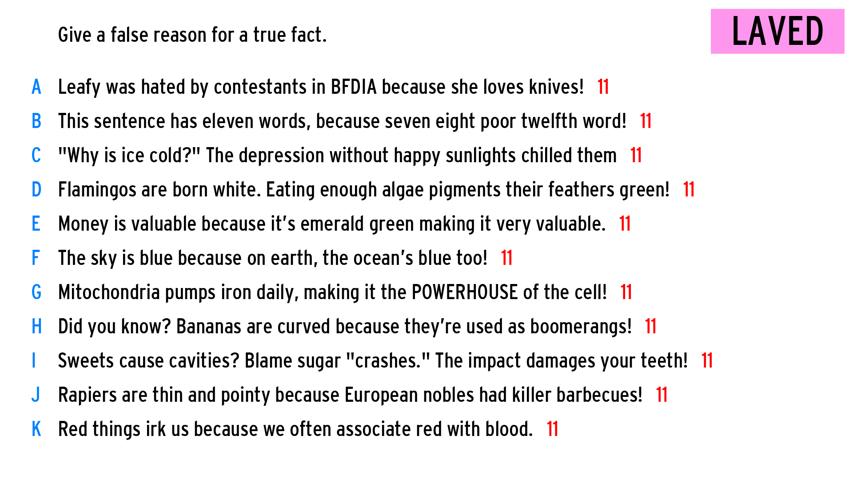 Give a false reason for a true fact.
LAVED
A Leafy was hated by contestants in BFDIA because she loves knives! 11
B This sentence has eleven words, because seven eight poor twelfth word! 11
C "Why is ice cold?" The depression without happy sunlights chilled them 11
D Flamingos are born white. Eating enough algae pigments their feathers green! 11
E Money is valuable because it's emerald green making it very valuable. 11
F The sky is blue because on earth, the ocean's blue too! 11
G Mitochondria pumps iron daily, making it the POWERHOUSE of the cell! 11
H Did you know? Bananas are curved because they're used as boomerangs! 11
I Sweets cause cavities? Blame sugar "crashes." The impact damages your teeth! 11
J Rapiers are thin and pointy because European nobles had killer barbecues! 11
K Red things irk us because we often associate red with blood. 11